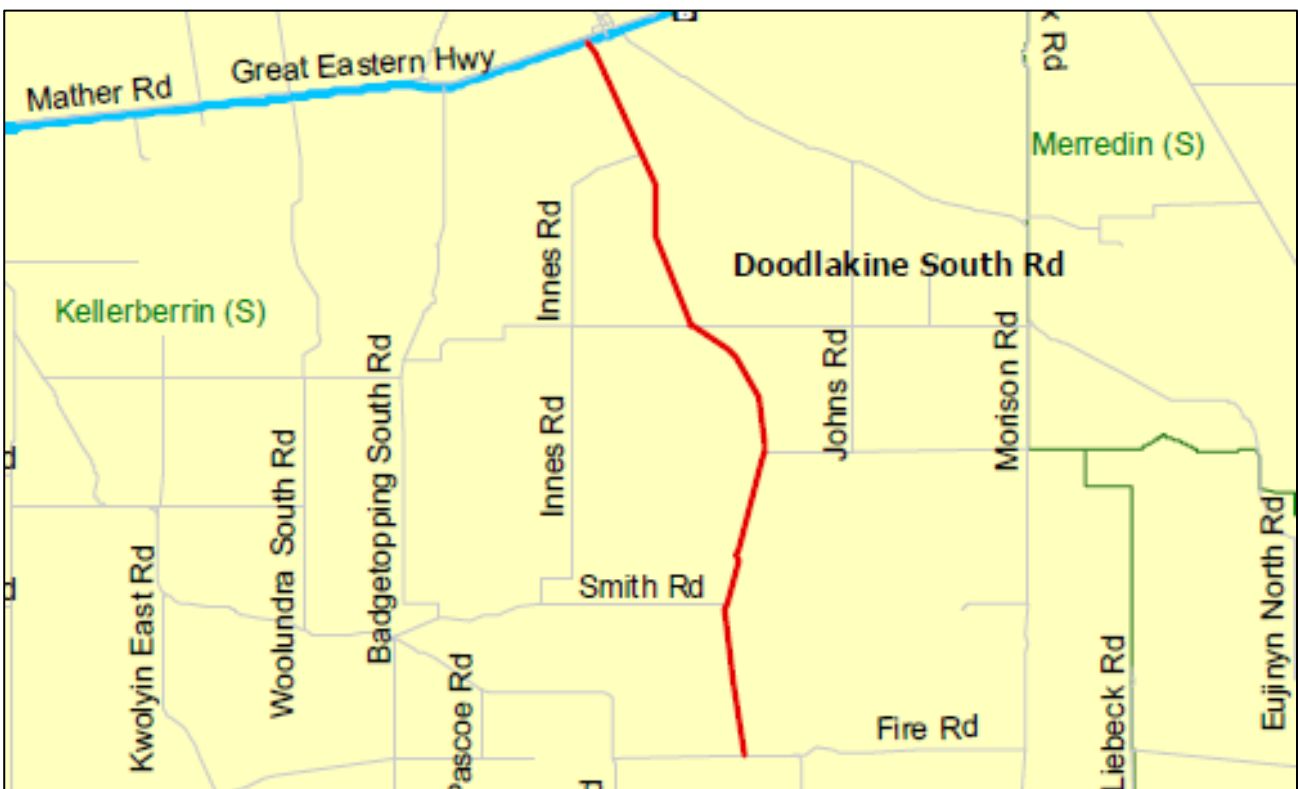 Great Eastern Hwy
Mather Rd
Rd
Merredin (S)
Innes Rd
Doodlakine South Rd
Kellerberrin (S)
Johns Rd
Morison Rd
Badgetopping South Rd
Innes Rd
Woolundra South Rd
Kwolyin East Rd
Smith Rd
Eujinyn North Rd
Liebeck Rd
Pascoe Rd
Fire Rd